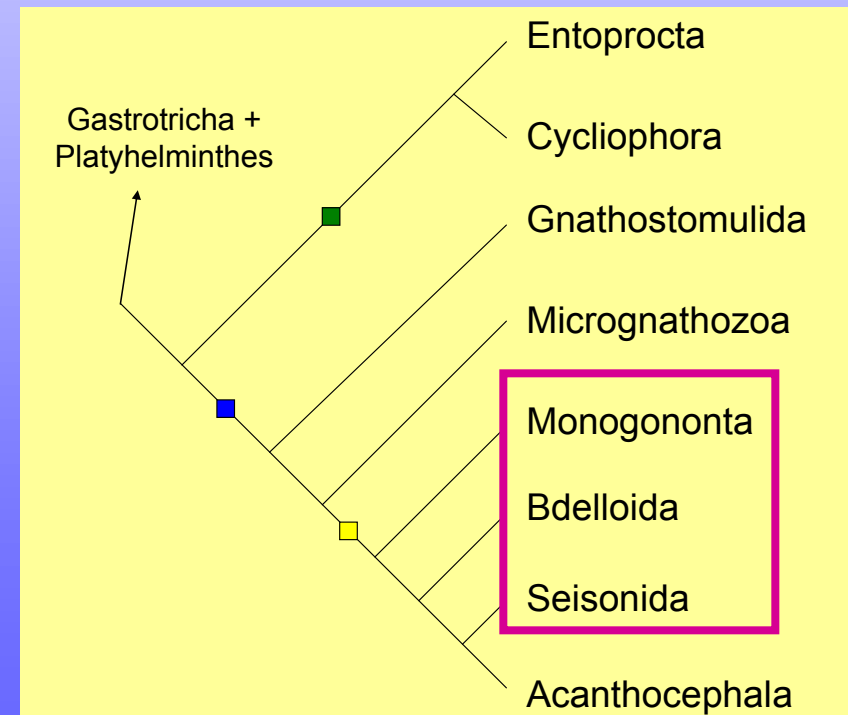 Entoprocta
Gastrotricha +
Platyhelminthes
Cycliophora
Gnathostomulida
Micrognathozoa
Monogononta
Bdelloida
Seisonida
Acanthocephala